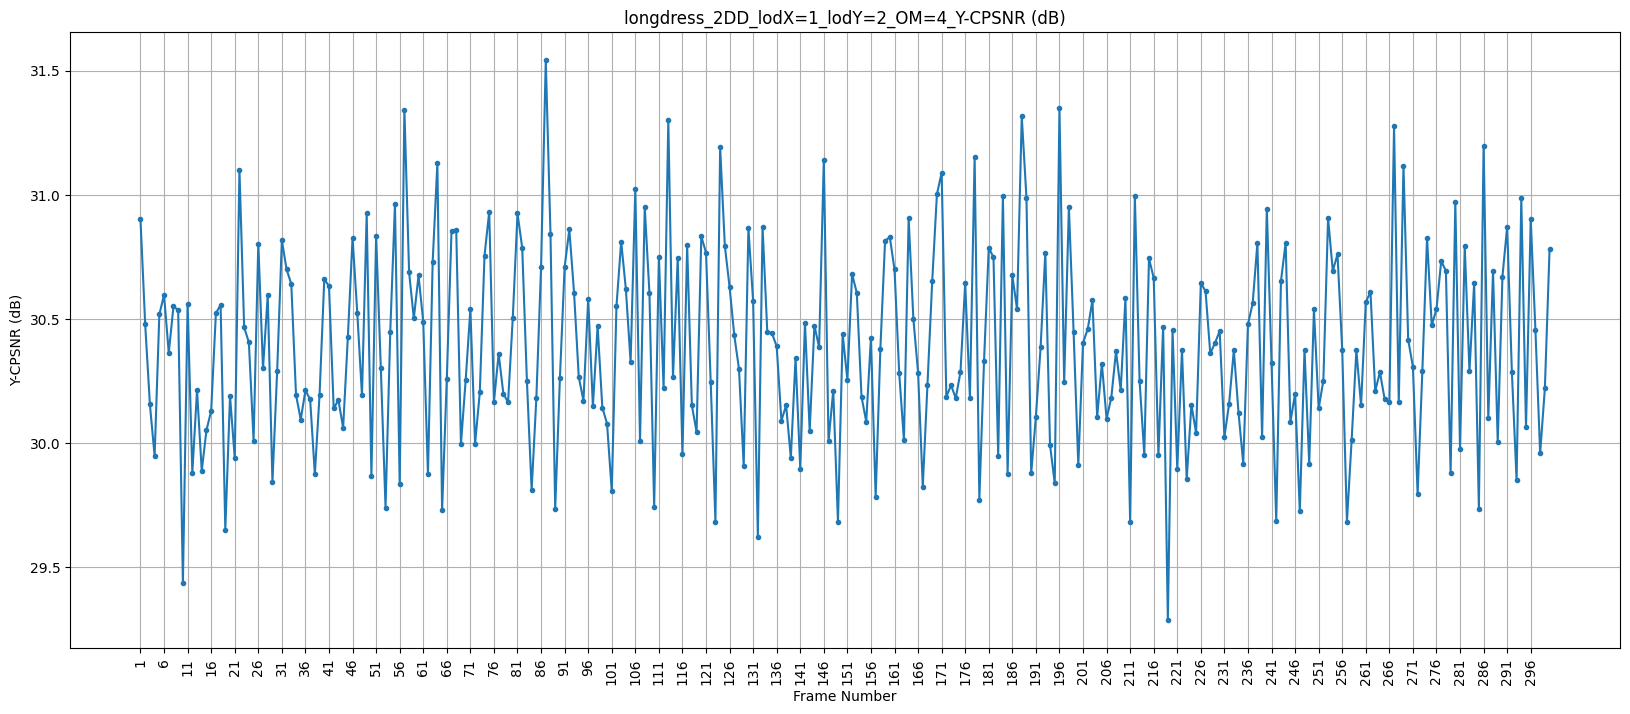 longdress_2DD_lodX=1_lodY=2_OM=4_Y-CPSNR (dB)
Y-CPSNR (dB)
31.5
31.0
30.5
30.0
29.5
1 6 11 16 21 26 31 36 41 46 51 56 61 66 71 76 81 86 91 96 101 106 111 116 121 126 131 136 141 146 151 156 161 166 171 176 181 186 191 196 201 206 211 216 221 226 231 236 241 246 251 256 261 266 271 276 281 286 291 296
Frame Number